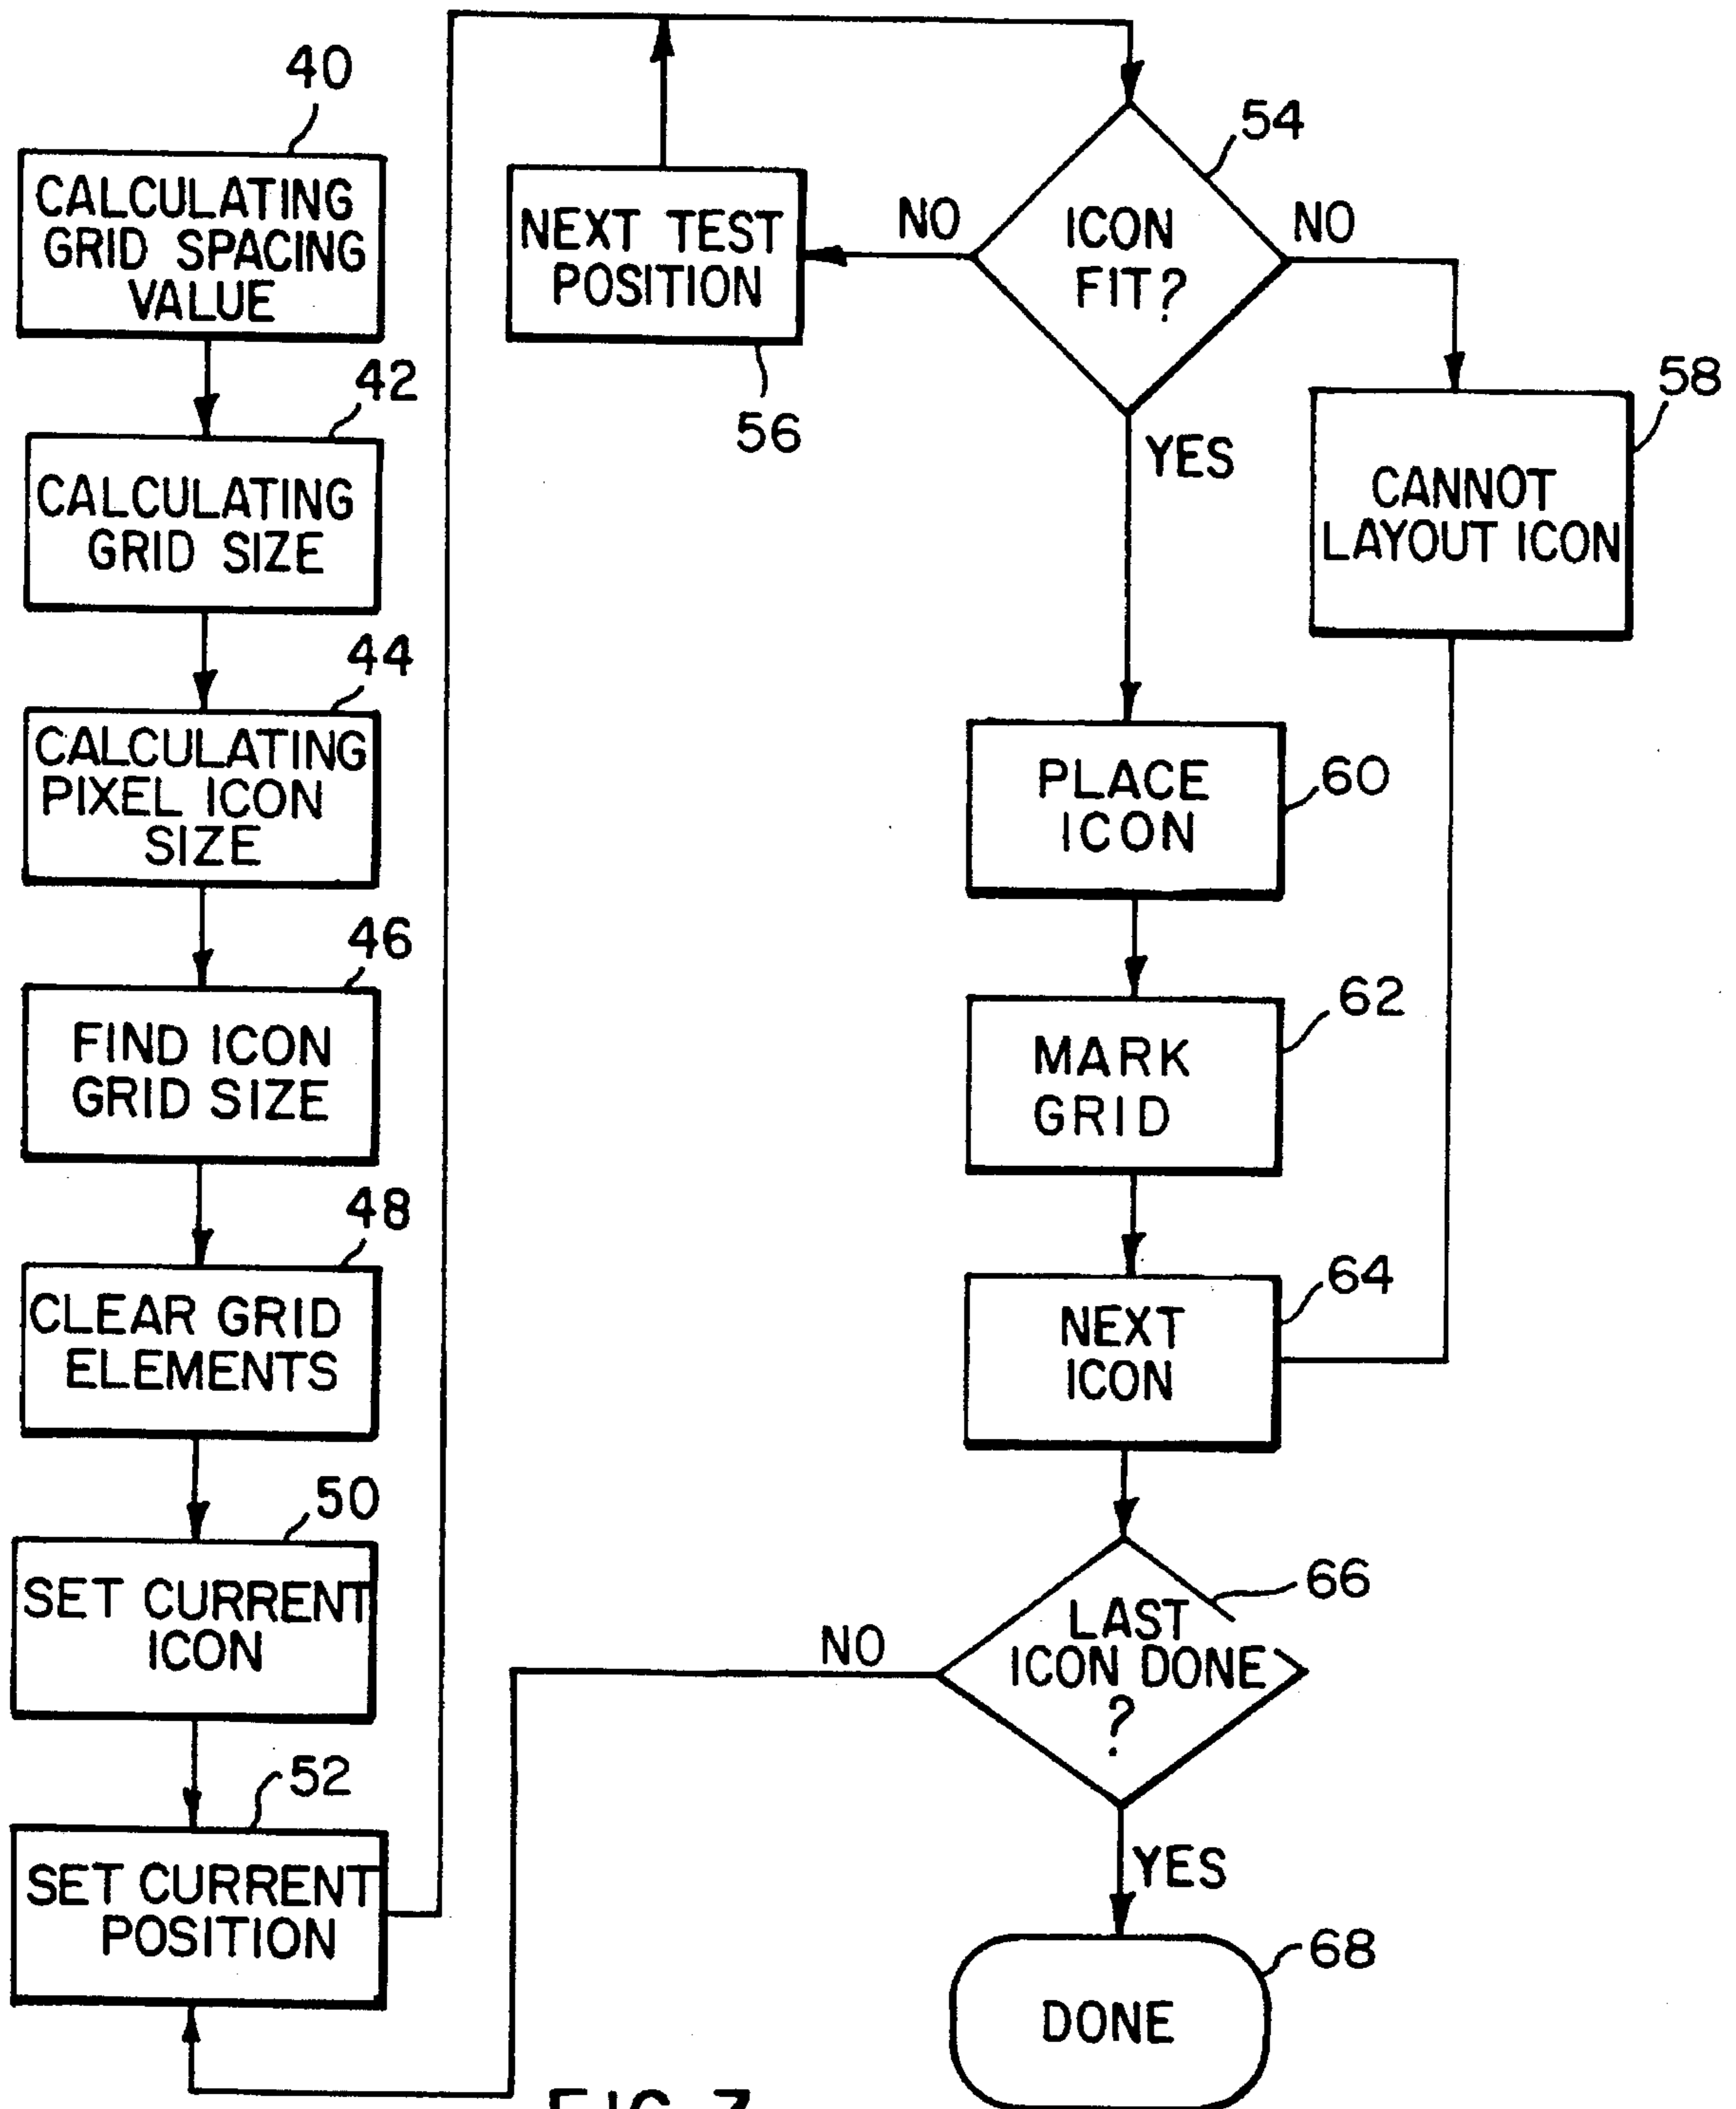 40
CALCULATING
GRID SPACING
VALUE
42
CALCULATING
GRID SIZE
44
CALCULATING
PIXEL ICON
SIZE
46
FIND ICON
GRID SIZE
48
CLEAR GRID
ELEMENTS
50
SET CURRENT
ICON
52
SET CURRENT
POSITION
NEXT TEST
POSITION
56
NO
54
ICON
FIT?
NO
YES
58
CANNOT
LAYOUT ICON
PLACE
ICON
60
MARK
GRID
62
NEXT
ICON
64
66
LAST
ICON DONE
?
NO
YES
DONE
68